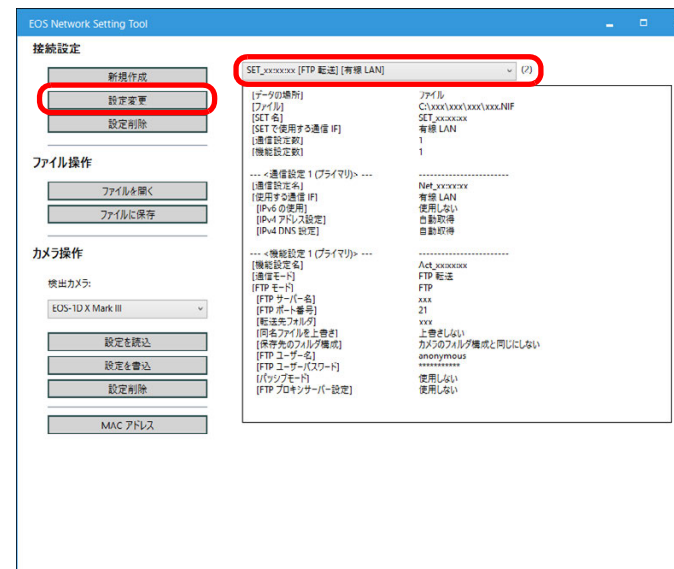 EOS Network Setting Tool
接続設定
新規作成
設定変更
設定削除
ファイル操作
ファイルを開く
ファイルに保存
カメラ操作
検出カメラ:
EOS-1D X Mark III
設定を読込
設定を書込
設定削除
MAC アドレス
SET_xx:xx:xx [FTP 転送] [有線 LAN] (2)
[データの場所] ファイル
[ファイル] C:\xxx\xxx\xxx\xxx.NIF
[SET 名] SET_xx:xx:xx
[SET で使用する通信 IF] 有線 LAN
[通信設定数] 1
[機能設定数] 1
--- <通信設定 1 (プライマリ)> --- ------------------------
[通信設定名] Net_xx:xx:xx
[使用する通信 IF] 有線 LAN
[IPv6 の使用] 使用しない
[IPv4 アドレス設定] 自動取得
[IPv4 DNS 設定] 自動取得
--- <機能設定 1 (プライマリ)> --- ------------------------
[機能設定名] Act_xx:xx:xx
[通信モード] FTP 転送
[FTP モード] FTP
[FTP サーバー名] xxx
[FTP ポート番号] 21
[転送先フォルダ] xxx
[同名ファイルを上書き] 上書きしない
[保存先のフォルダ構成] カメラのフォルダ構成と同じにしない
[FTP ユーザー名] anonymous
[FTP ユーザーパスワード] ***********
[パッシブモード] 使用しない
[FTP プロキシサーバー設定] 使用しない